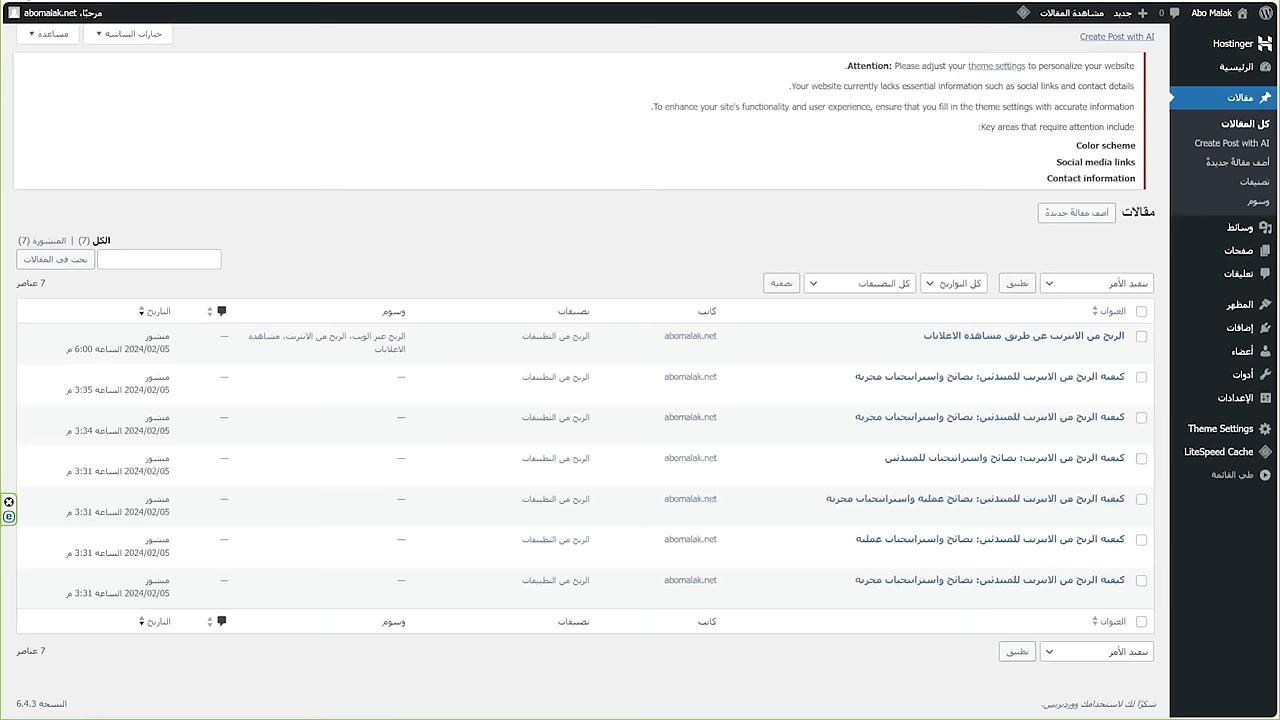 Abo Malak
0
جديد
مشاهدة المقالات
مرحبًا، abomalak.net
Hostinger
الرئيسية
مقالات
كل المقالات
Create Post with AI
أضف مقالةً جديدةً
تصنيفات
وسوم
وسائط
صفحات
تعليقات
المظهر
إضافات
أعضاء
أدوات
الإعدادات
Theme Settings
LiteSpeed Cache
طي القائمة
Create Post with AI
خيارات الشاشة
مساعدة
Attention: Please adjust your theme settings to personalize your website.
Your website currently lacks essential information such as social links and contact details.
To enhance your site's functionality and user experience, ensure that you fill in the theme settings with accurate information.
Key areas that require attention include:
Color scheme
Social media links
Contact information
مقالات أضف مقالةً جديدةً
الكل (7) | المنشورة (7)
بحث في المقالات
تنفيذ الأمر تطبيق كل التواريخ كل التصنيفات تصفية 7 عناصر
العنوان كاتب تصنيفات وسوم التاريخ
الربح من الانترنت عن طريق مشاهدة الاعلانات abomalak.net الربح من التطبيقات الربح عبر الويب، الربح من الانترنت، مشاهدة الاعلانات — منشور 2024/02/05 الساعة 6:00 م
كيفية الربح من الانترنت للمبتدئين: نصائح واستراتيجيات مجربة abomalak.net الربح من التطبيقات — — منشور 2024/02/05 الساعة 3:35 م
كيفية الربح من الانترنت للمبتدئين: نصائح واستراتيجيات مجربة abomalak.net الربح من التطبيقات — — منشور 2024/02/05 الساعة 3:34 م
كيفية الربح من الانترنت: نصائح واستراتيجيات للمبتدئين abomalak.net الربح من التطبيقات — — منشور 2024/02/05 الساعة 3:31 م
كيفية الربح من الانترنت للمبتدئين: نصائح عملية واستراتيجيات مجربة abomalak.net الربح من التطبيقات — — منشور 2024/02/05 الساعة 3:31 م
كيفية الربح من الانترنت للمبتدئين: نصائح واستراتيجيات عملية abomalak.net الربح من التطبيقات — — منشور 2024/02/05 الساعة 3:31 م
كيفية الربح من الانترنت للمبتدئين: نصائح واستراتيجيات مجربة abomalak.net الربح من التطبيقات — — منشور 2024/02/05 الساعة 3:31 م
العنوان كاتب تصنيفات وسوم التاريخ
تنفيذ الأمر تطبيق 7 عناصر
شكرًا لك لاستخدامك ووردبريس. النسخة 6.4.3